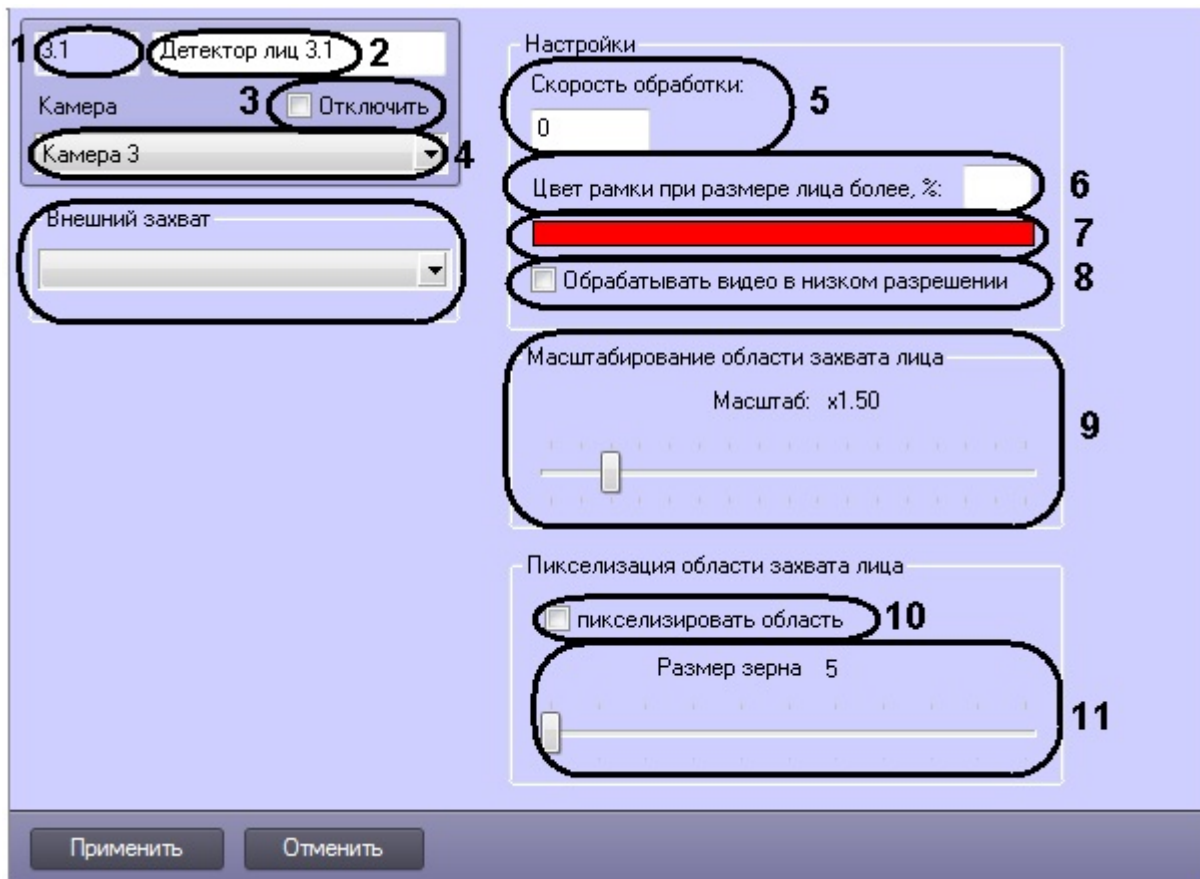 1 3.1 Детектор лиц 3.1 2
Камера 3 Отключить
Камера 3 4
Внешний захват
Настройки
Скорость обработки: 5
0
Цвет рамки при размере лица более, %: 6
7
Обрабатывать видео в низком разрешении 8
Масштабирование области захвата лица
Масштаб: x1.50
9
Пикселизация области захвата лица
пикселизировать область 10
Размер зерна 5
11
Применить Отменить